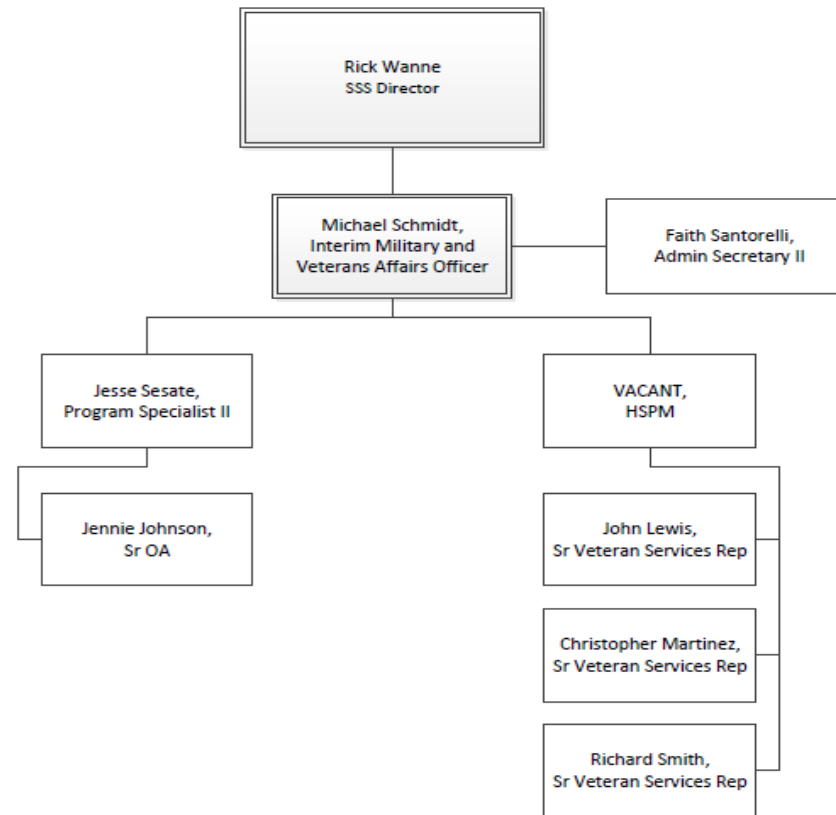 Rick Wanne
SSS Director
Michael Schmidt,
Interim Military and
Veterans Affairs Officer
Faith Santorelli,
Admin Secretary II
Jesse Sesate,
Program Specialist II
VACANT,
HSPM
Jennie Johnson,
Sr OA
John Lewis,
Sr Veteran Services Rep
Christopher Martinez,
Sr Veteran Services Rep
Richard Smith,
Sr Veteran Services Rep